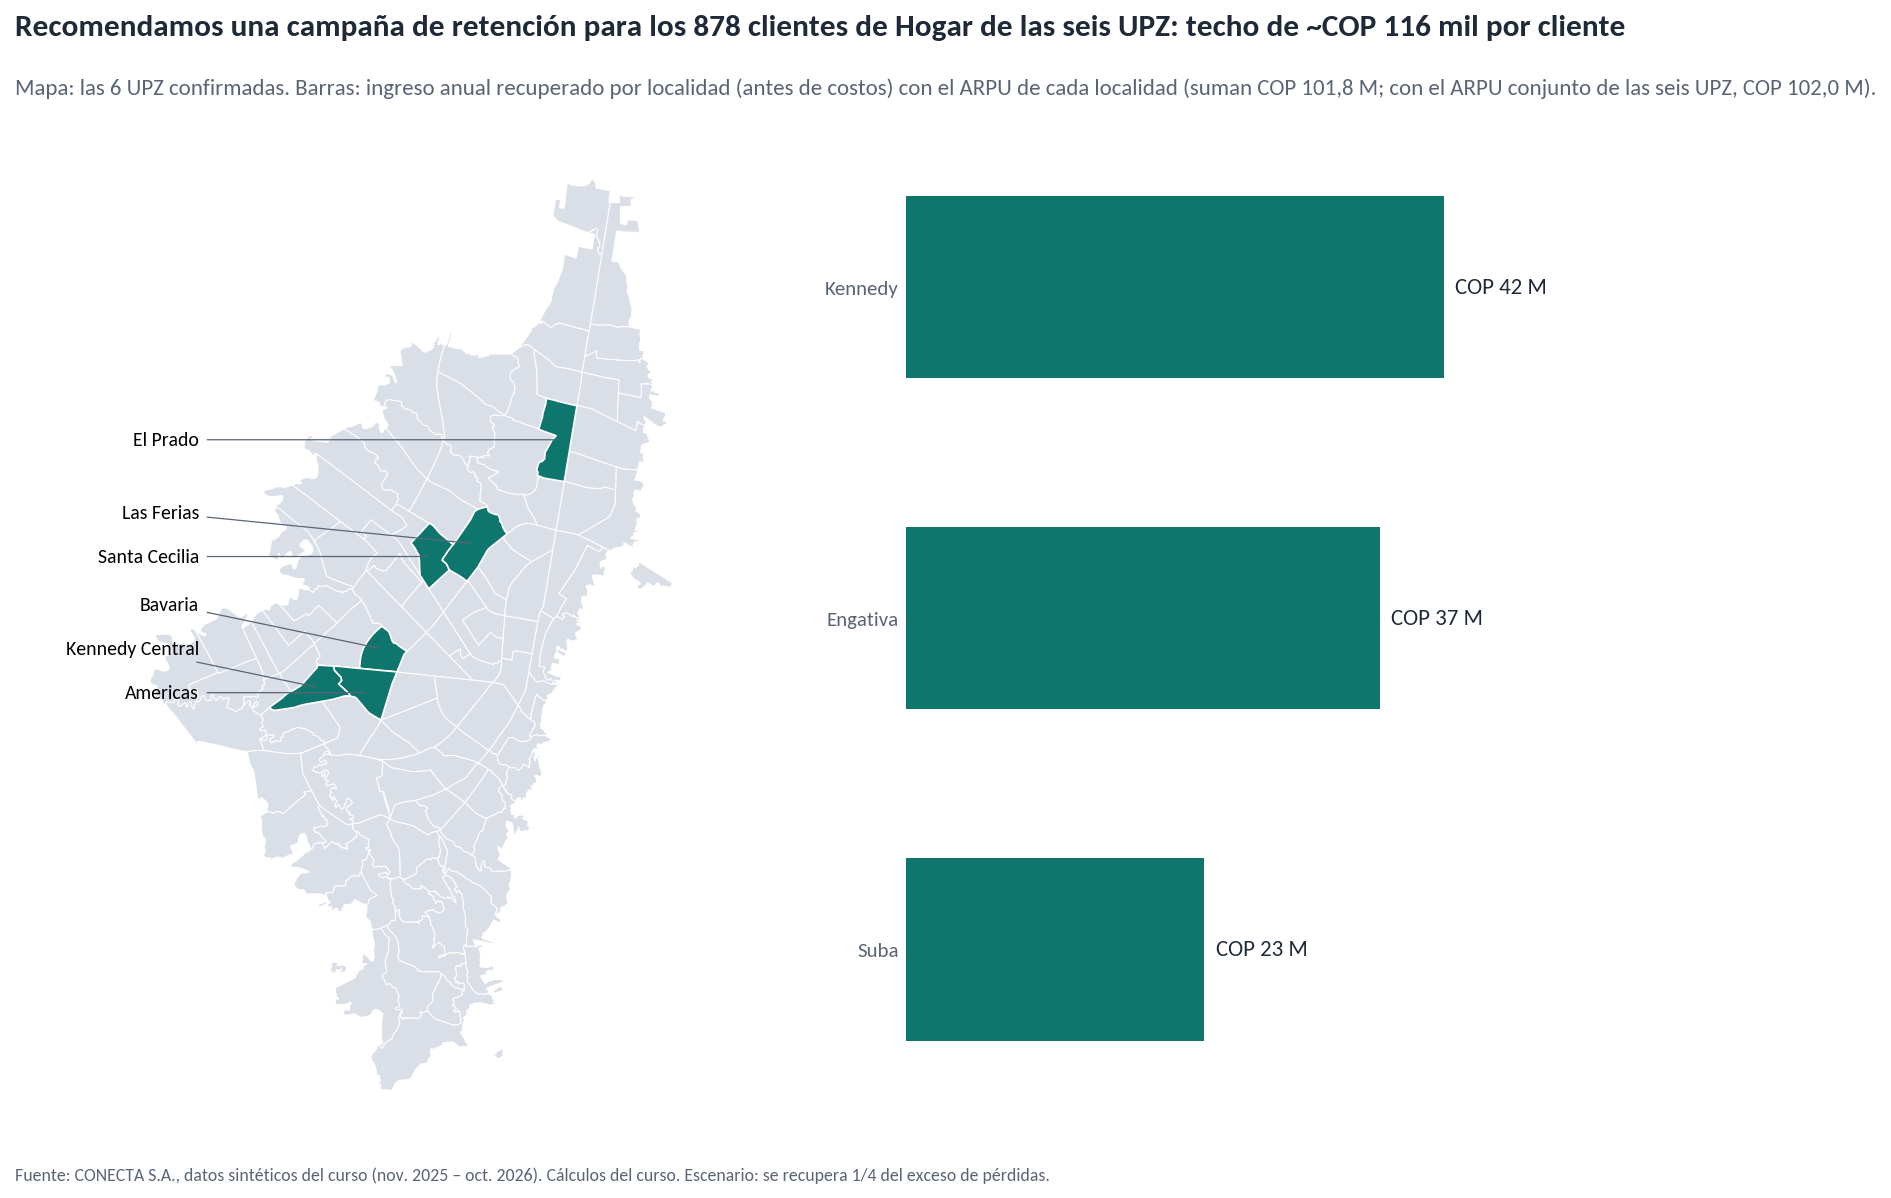 Recomendamos una campaña de retención para los 878 clientes de Hogar de las seis UPZ: techo de ~COP 116 mil por cliente
Mapa: las 6 UPZ confirmadas. Barras: ingreso anual recuperado por localidad (antes de costos) con el ARPU de cada localidad (suman COP 101,8 M; con el ARPU conjunto de las seis UPZ, COP 102,0 M).
El Prado
Las Ferias
Santa Cecilia
Bavaria
Kennedy Central
Americas
Kennedy
COP 42 M
Engativa
COP 37 M
Suba
COP 23 M
Fuente: CONECTA S.A., datos sintéticos del curso (nov. 2025 – oct. 2026). Cálculos del curso. Escenario: se recupera 1/4 del exceso de pérdidas.